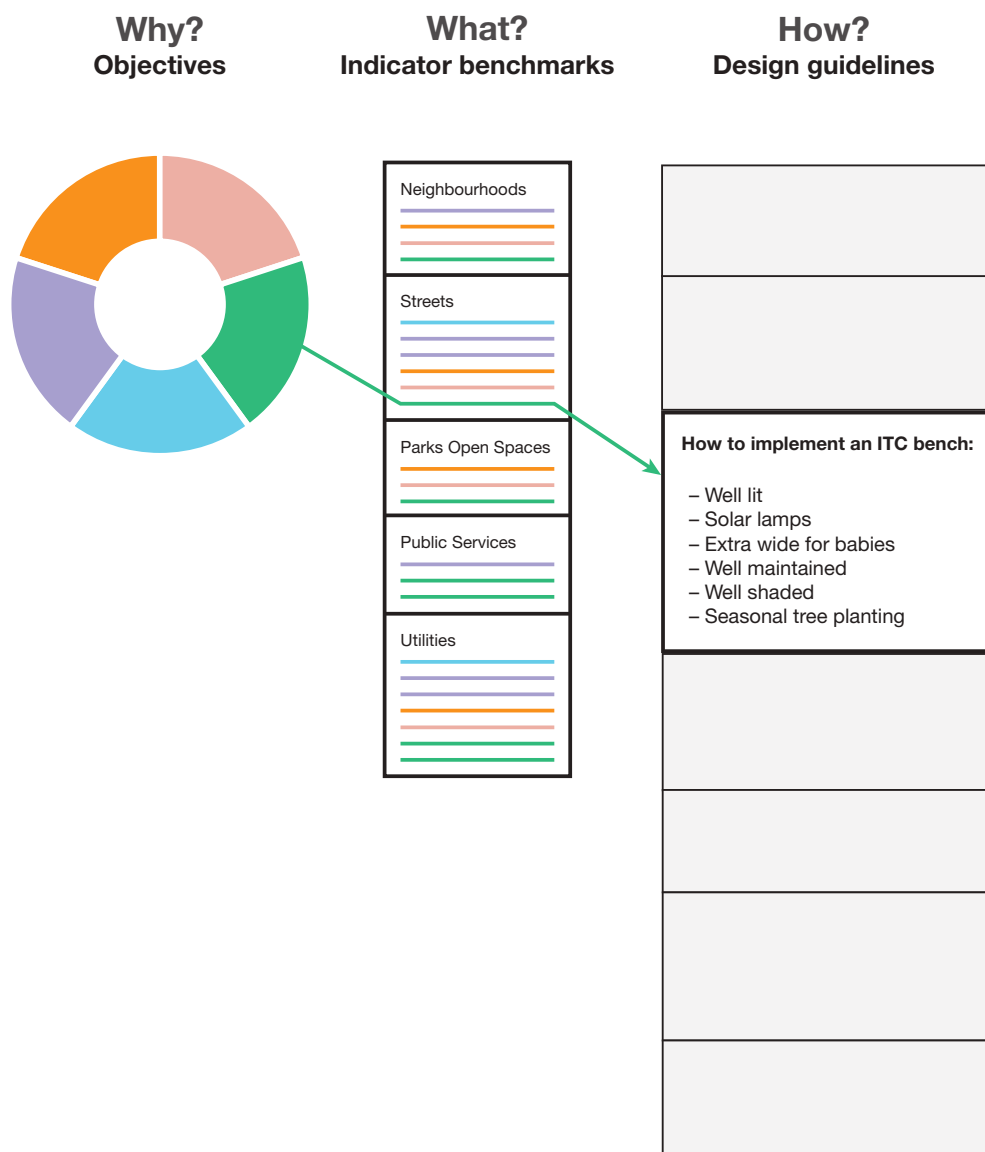 Why?
Objectives
What?
Indicator benchmarks
How?
Design guidelines
Neighbourhoods
Streets
Parks Open Spaces
Public Services
Utilities
How to implement an ITC bench:
– Well lit
– Solar lamps
– Extra wide for babies
– Well maintained
– Well shaded
– Seasonal tree planting